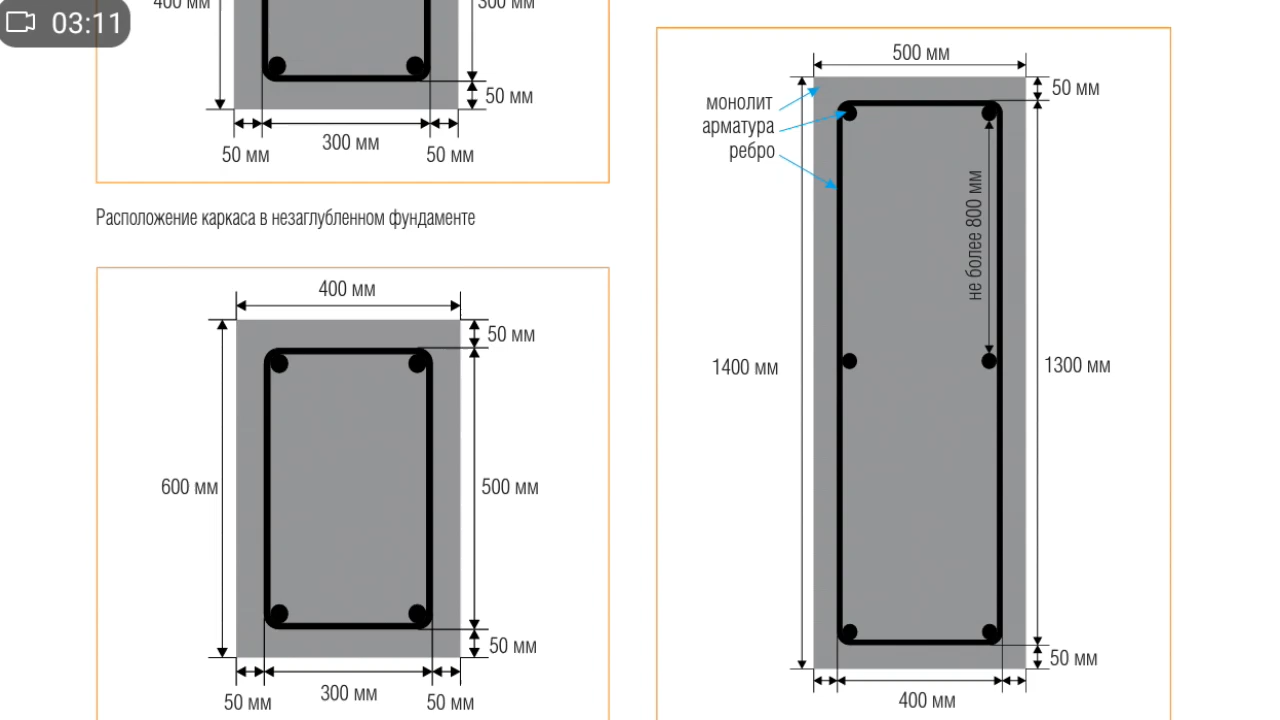 03:11
400 мм
300 мм
50 мм
300 мм
50 мм
50 мм
Расположение каркаса в незаглубленном фундаменте
400 мм
50 мм
600 мм
500 мм
50 мм
300 мм
50 мм
50 мм
500 мм
50 мм
монолит
арматура
ребро
не более 800 мм
1400 мм
1300 мм
50 мм
400 мм